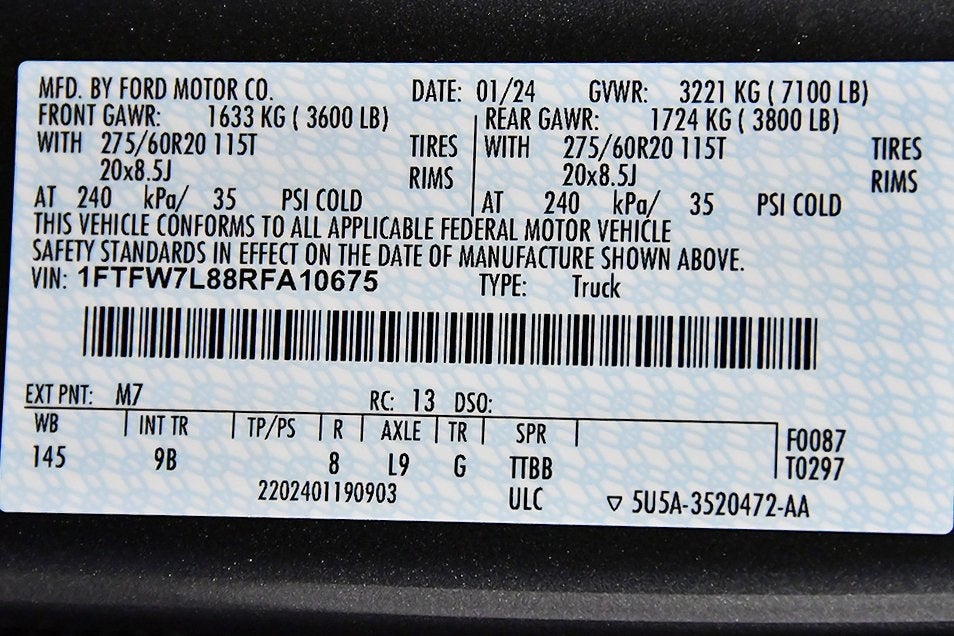 MFD. BY FORD MOTOR CO. DATE: 01/24 GVWR: 3221 KG ( 7100 LB)
FRONT GAWR: 1633 KG ( 3600 LB) REAR GAWR: 1724 KG ( 3800 LB)
WITH 275/60R20 115T TIRES WITH 275/60R20 115T TIRES
20x8.5J RIMS 20x8.5J RIMS
AT 240 kPa/ 35 PSI COLD AT 240 kPa/ 35 PSI COLD
THIS VEHICLE CONFORMS TO ALL APPLICABLE FEDERAL MOTOR VEHICLE
SAFETY STANDARDS IN EFFECT ON THE DATE OF MANUFACTURE SHOWN ABOVE.
VIN: 1FTFW7L88RFA10675 TYPE: Truck
EXT PNT: M7 RC: 13 DSO:
WB INT TR TP/PS R AXLE TR SPR F0087
145 9B 8 L9 G TTBB T0297
2202401190903 ULC ▽ 5U5A-3520472-AA